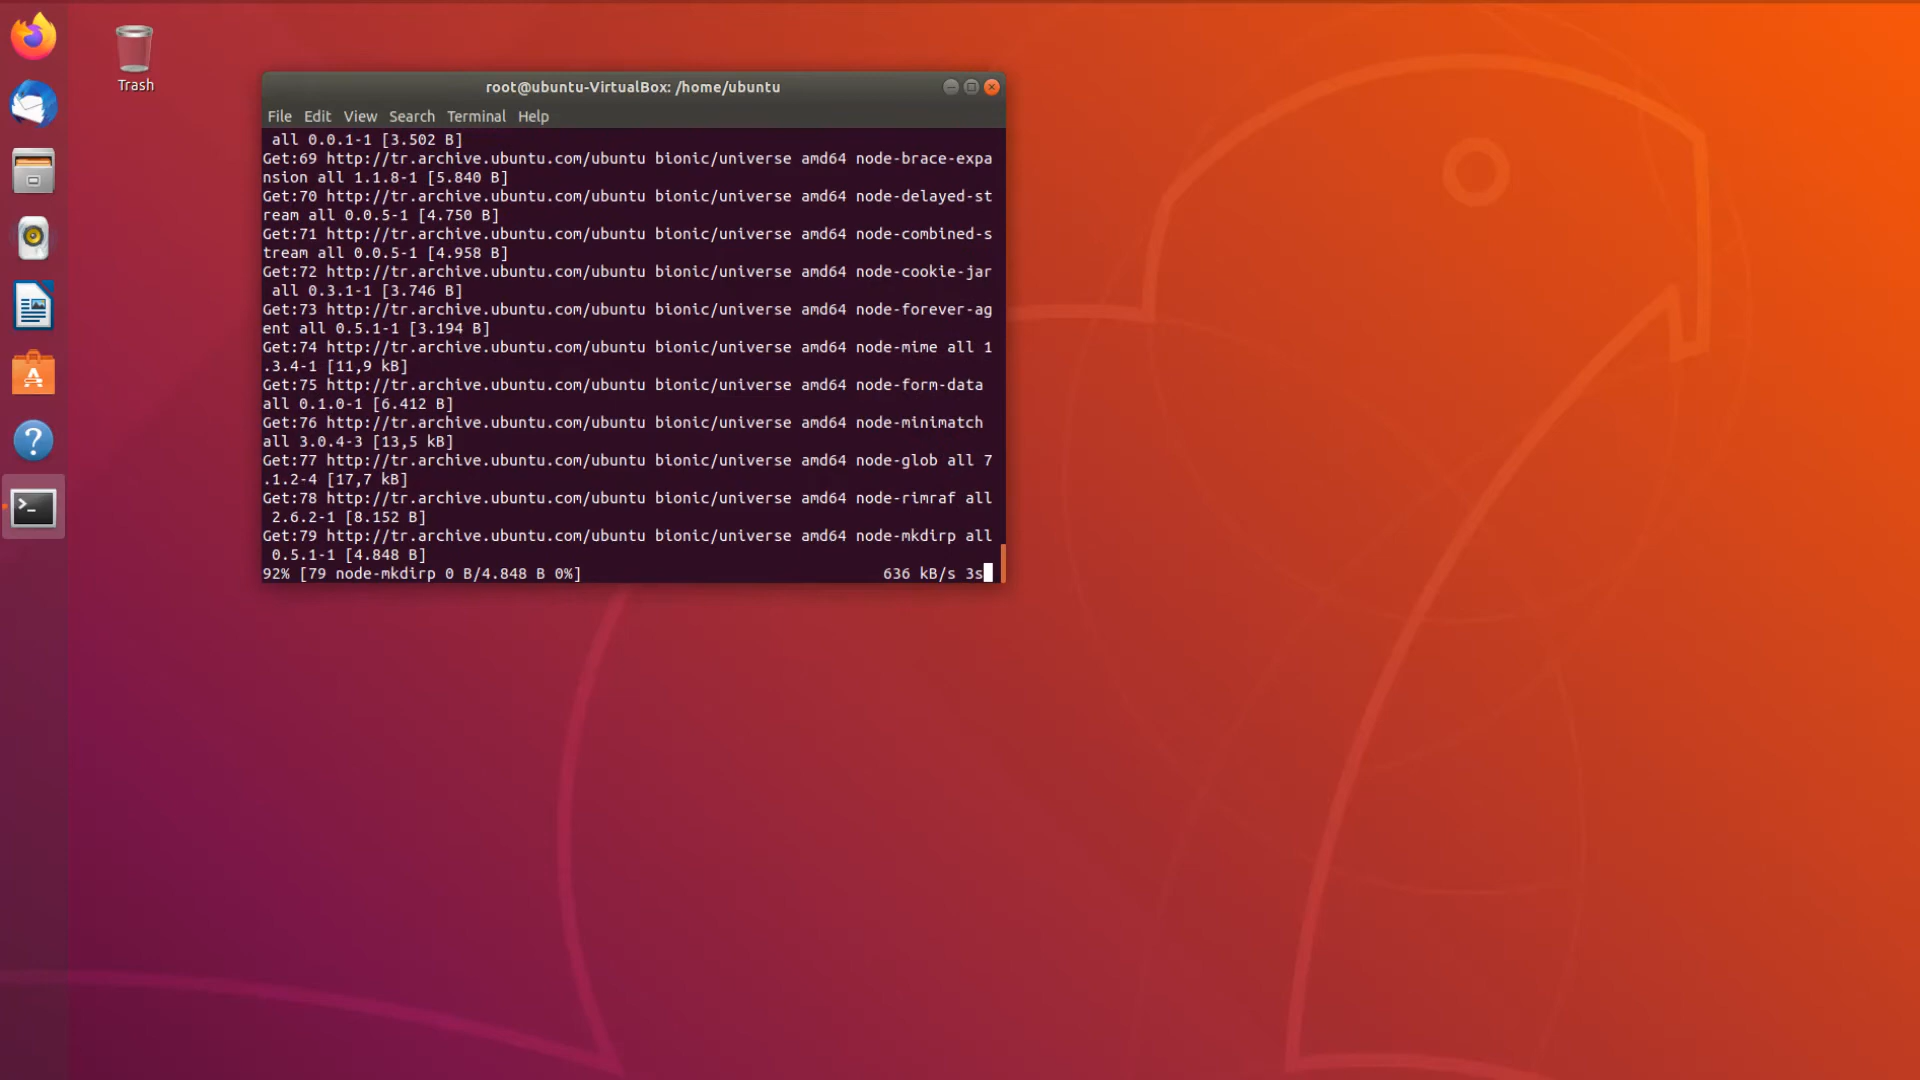 Trash
root@ubuntu-VirtualBox: /home/ubuntu
File Edit View Search Terminal Help
all 0.0.1-1 [3.502 B]
Get:69 http://tr.archive.ubuntu.com/ubuntu bionic/universe amd64 node-brace-expa
nsion all 1.1.8-1 [5.840 B]
Get:70 http://tr.archive.ubuntu.com/ubuntu bionic/universe amd64 node-delayed-st
ream all 0.0.5-1 [4.750 B]
Get:71 http://tr.archive.ubuntu.com/ubuntu bionic/universe amd64 node-combined-s
tream all 0.0.5-1 [4.958 B]
Get:72 http://tr.archive.ubuntu.com/ubuntu bionic/universe amd64 node-cookie-jar
all 0.3.1-1 [3.746 B]
Get:73 http://tr.archive.ubuntu.com/ubuntu bionic/universe amd64 node-forever-ag
ent all 0.5.1-1 [3.194 B]
Get:74 http://tr.archive.ubuntu.com/ubuntu bionic/universe amd64 node-mime all 1
.3.4-1 [11,9 kB]
Get:75 http://tr.archive.ubuntu.com/ubuntu bionic/universe amd64 node-form-data
all 0.1.0-1 [6.412 B]
Get:76 http://tr.archive.ubuntu.com/ubuntu bionic/universe amd64 node-minimatch
all 3.0.4-3 [13,5 kB]
Get:77 http://tr.archive.ubuntu.com/ubuntu bionic/universe amd64 node-glob all 7
.1.2-4 [17,7 kB]
Get:78 http://tr.archive.ubuntu.com/ubuntu bionic/universe amd64 node-rimraf all
2.6.2-1 [8.152 B]
Get:79 http://tr.archive.ubuntu.com/ubuntu bionic/universe amd64 node-mkdirp all
0.5.1-1 [4.848 B]
92% [79 node-mkdirp 0 B/4.848 B 0%] 636 kB/s 3s